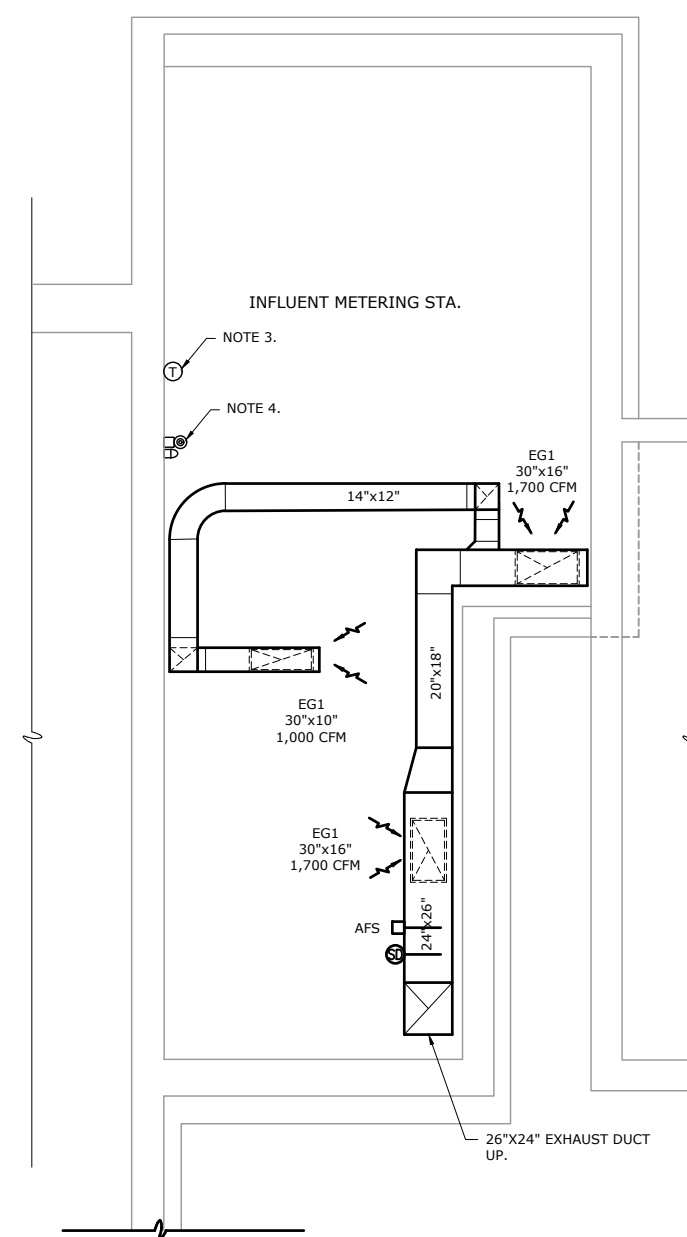 INFLUENT METERING STA.
NOTE 3.
T
NOTE 4.
EG1
30"x16"
1,700 CFM
14"x12"
20"x18"
EG1
30"x10"
1,000 CFM
EG1
30"x16"
1,700 CFM
24"x26"
AFS
SD
26"X24" EXHAUST DUCT
UP.